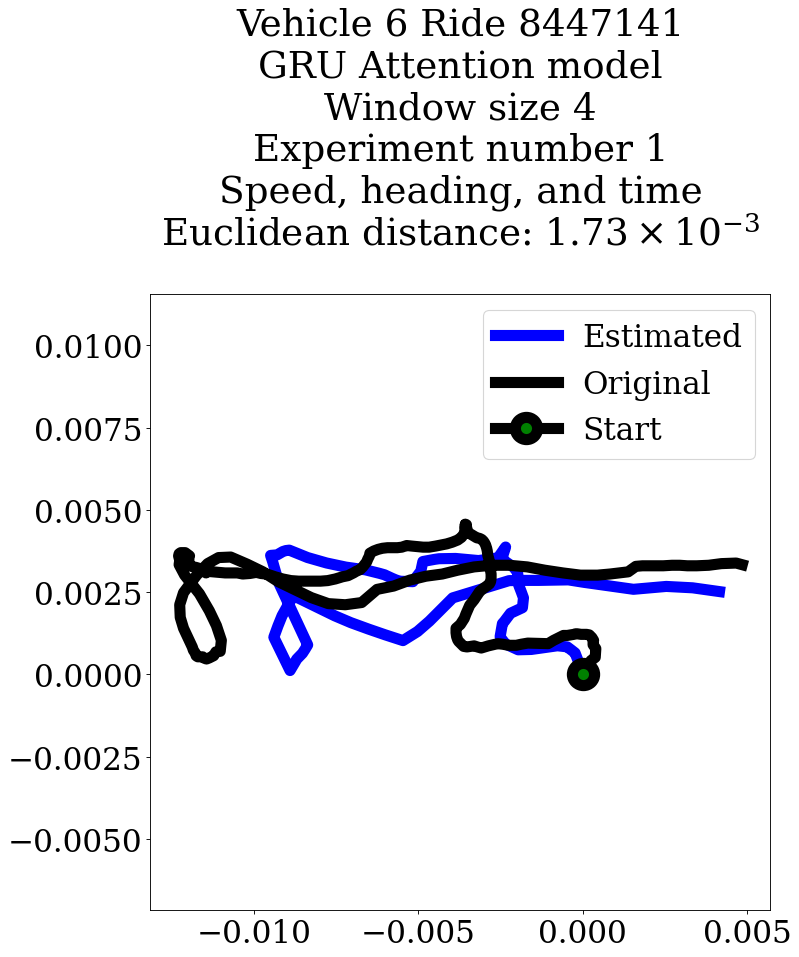 Vehicle 6 Ride 8447141
GRU Attention model
Window size 4
Experiment number 1
Speed, heading, and time
Euclidean distance: 1.73 × 10⁻³
Estimated
Original
Start
0.0100
0.0075
0.0050
0.0025
0.0000
−0.0025
−0.0050
−0.010
−0.005
0.000
0.005